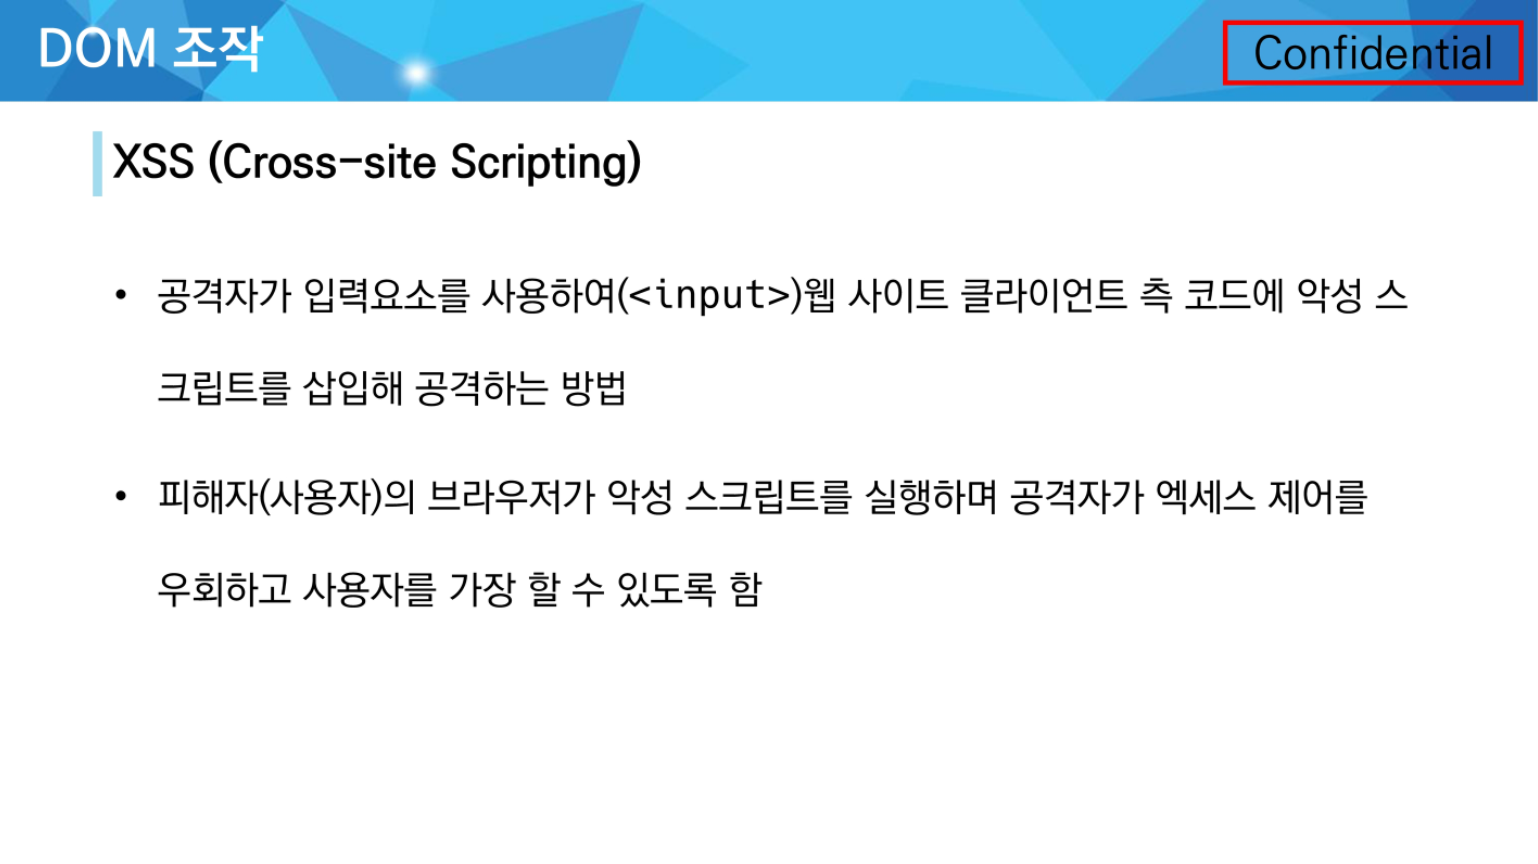 DOM 조작
Confidential
XSS (Cross-site Scripting)
• 공격자가 입력요소를 사용하여(<input>)웹 사이트 클라이언트 측 코드에 악성 스
크립트를 삽입해 공격하는 방법
• 피해자(사용자)의 브라우저가 악성 스크립트를 실행하며 공격자가 엑세스 제어를
우회하고 사용자를 가장 할 수 있도록 함